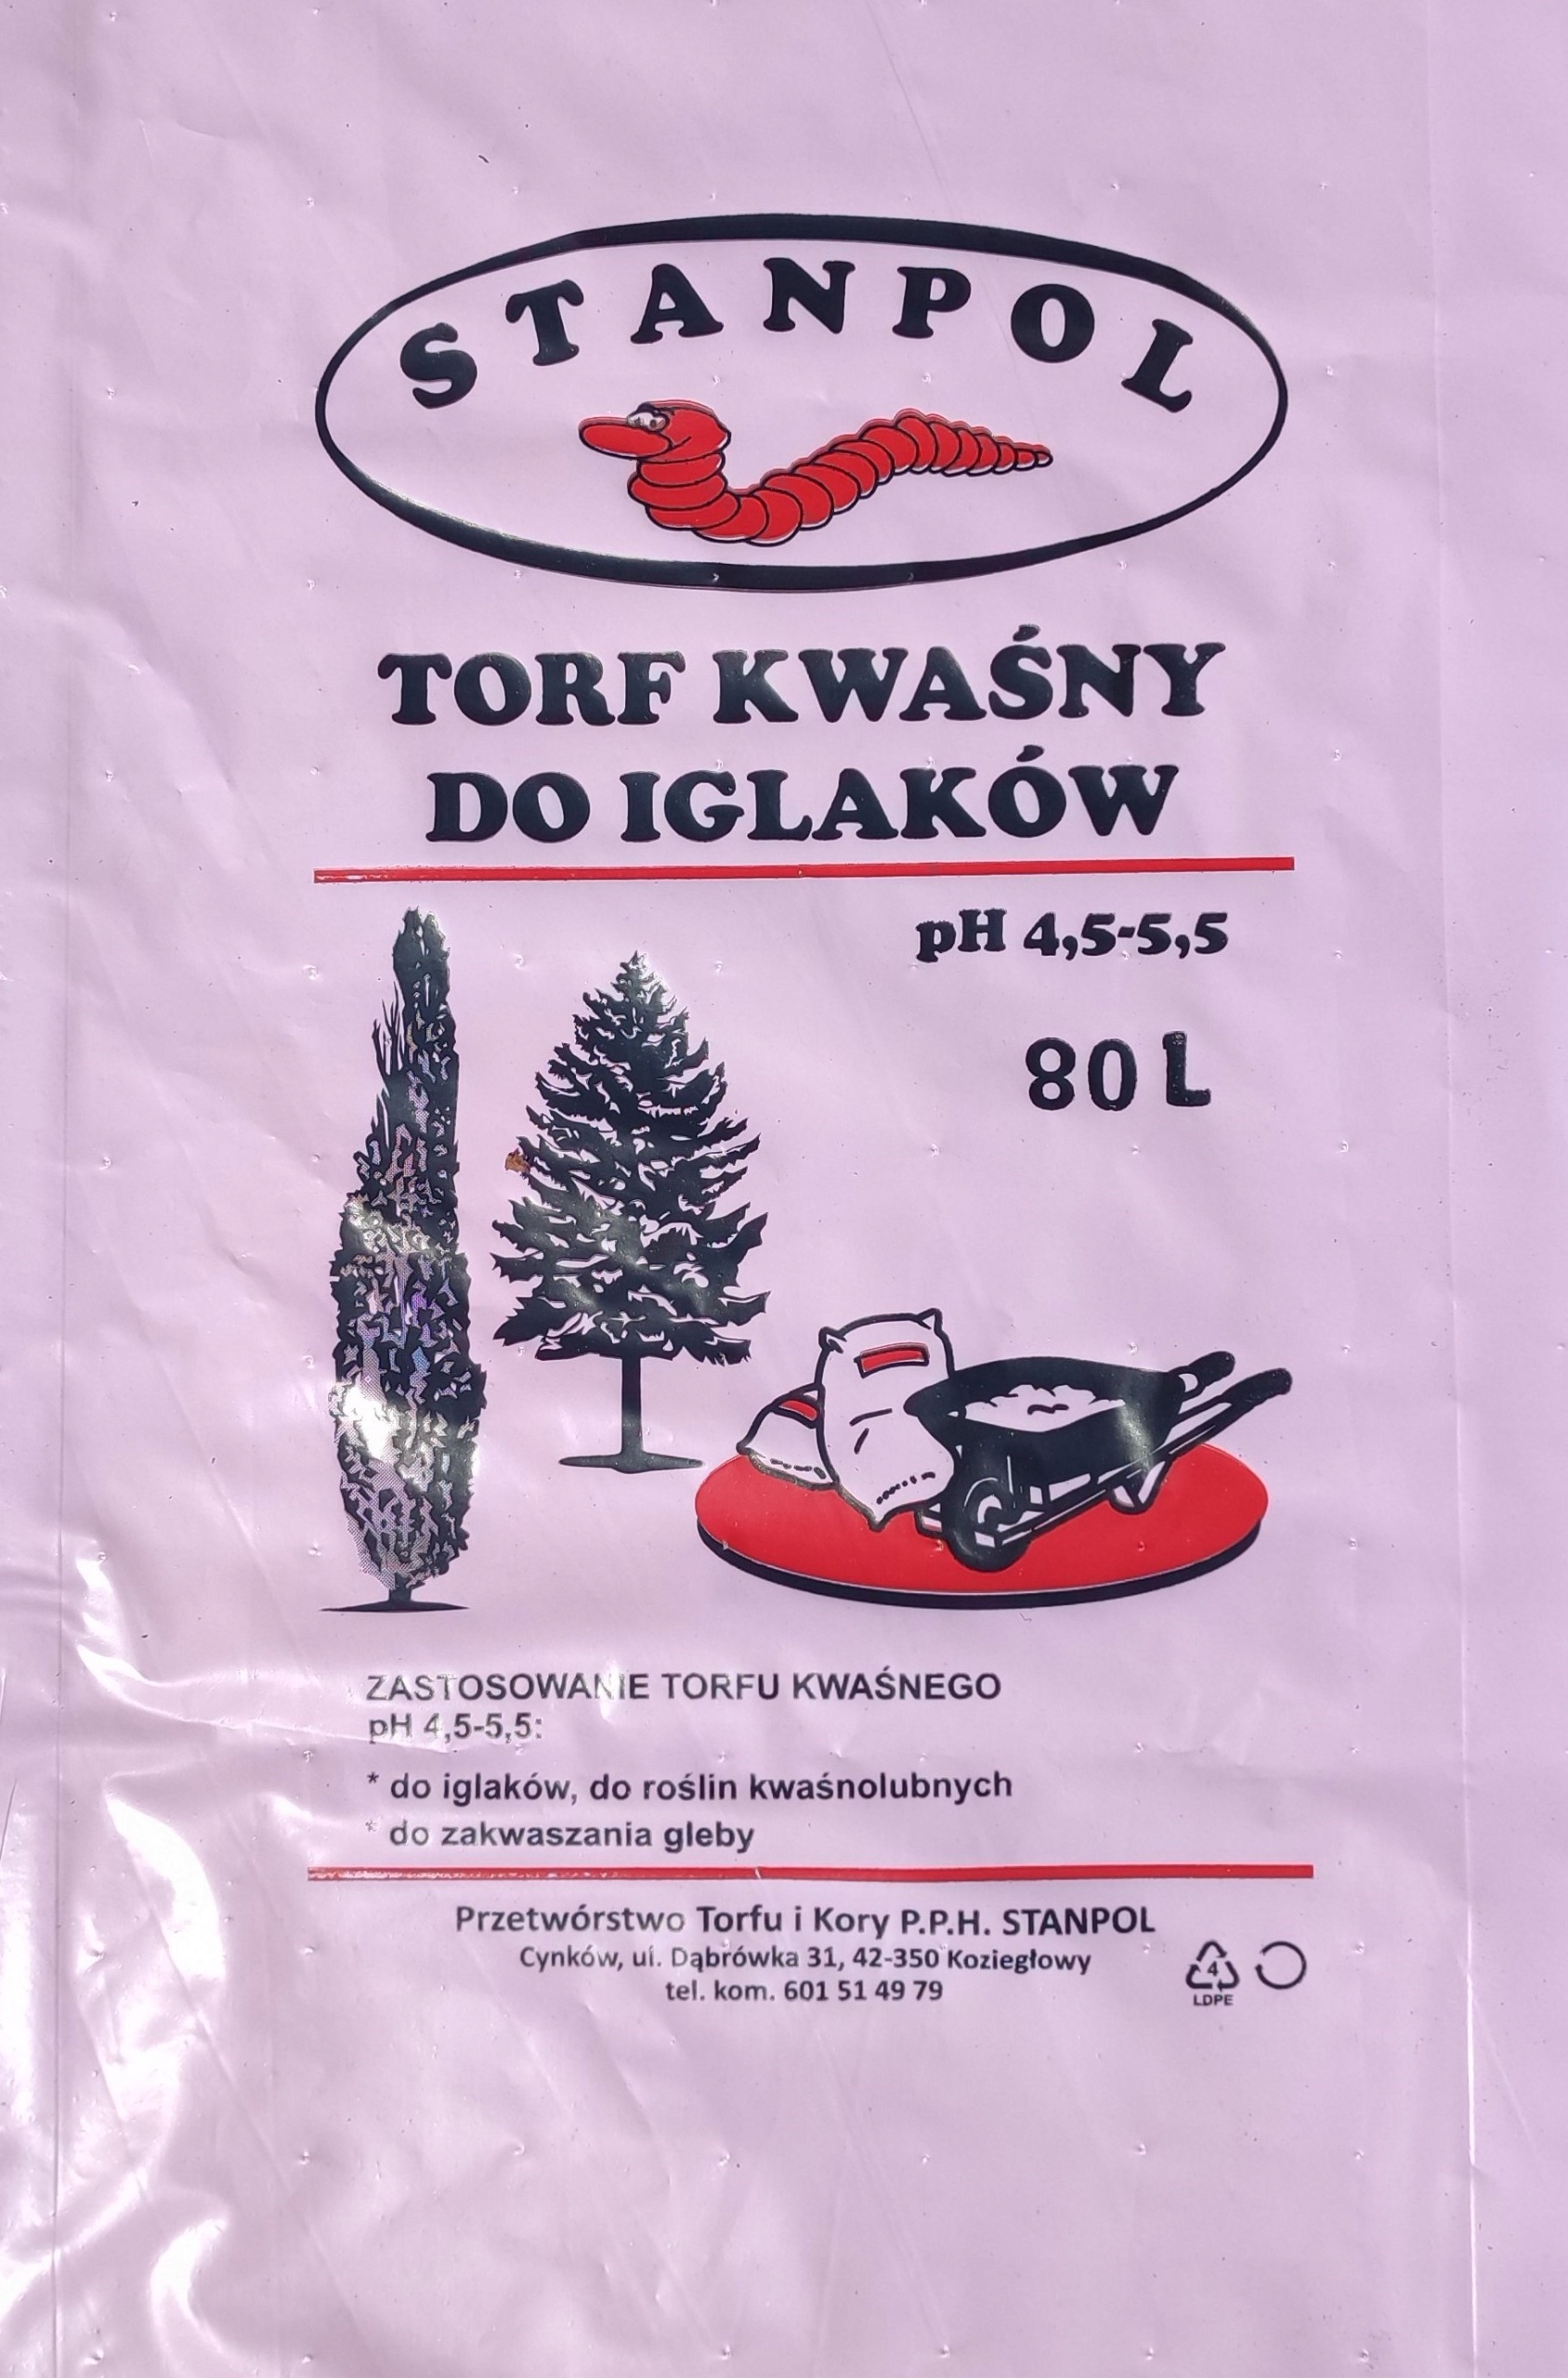 STANPOL
TORF KWAŚNY
DO IGLAKÓW
pH 4,5-5,5
80 L
ZASTOSOWANIE TORFU KWAŚNEGO
pH 4,5-5,5:
* do iglaków, do roślin kwaśnolubnych
* do zakwaszania gleby
Przetwórstwo Torfu i Kory P.P.H. STANPOL
Cynków, ul. Dąbrówka 31, 42-350 Koziegłowy
tel. kom. 601 51 49 79
4
LDPE